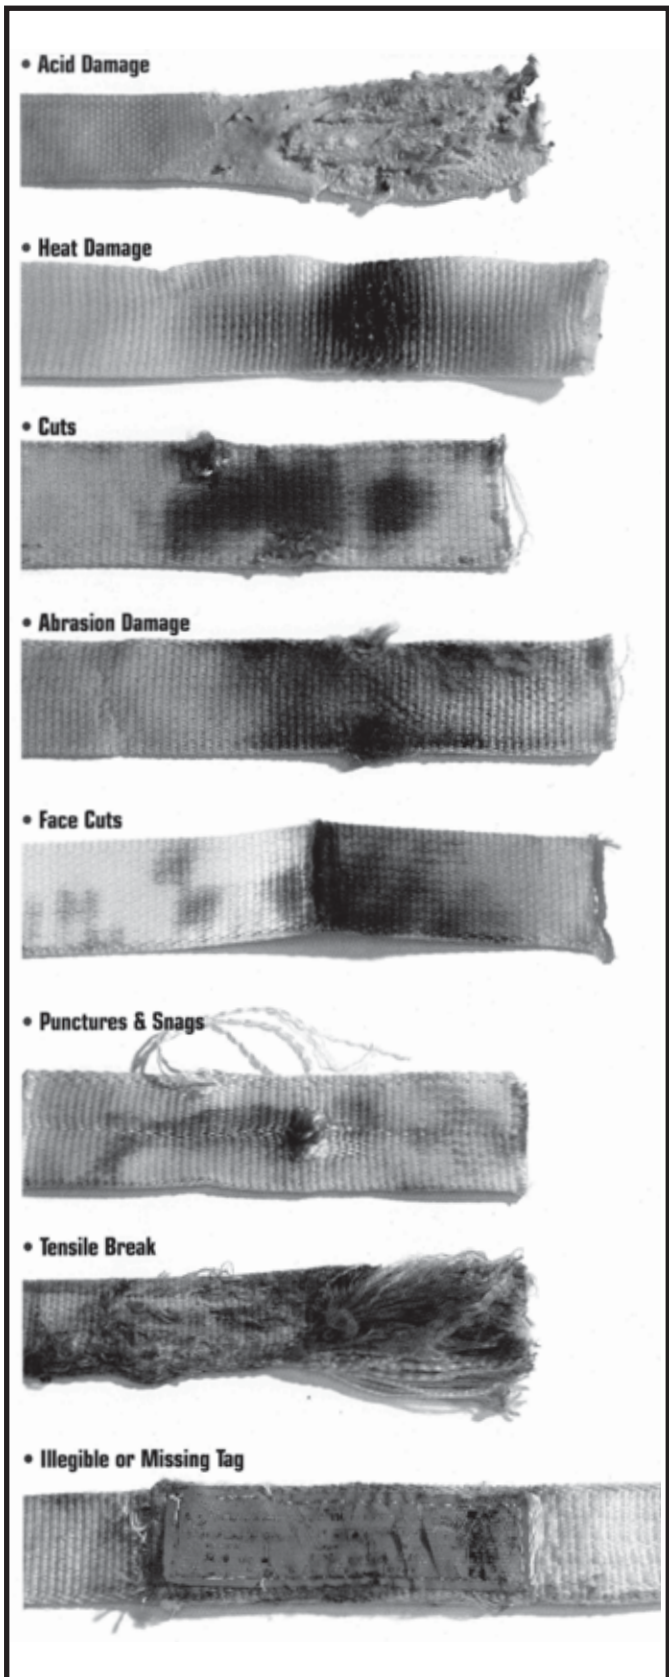 • Acid Damage
• Heat Damage
• Cuts
• Abrasion Damage
• Face Cuts
• Punctures & Snags
• Tensile Break
• Illegible or Missing Tag